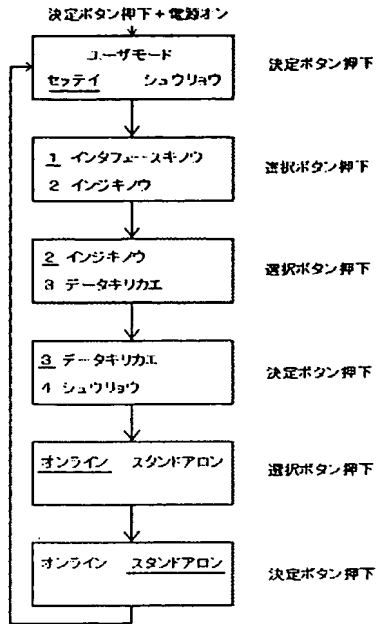 決定ボタン押下+電源オン
ユーザモード
セッテイ シュウリョウ
決定ボタン押下
1 インタフェースキノウ
2 インジキノウ
選択ボタン押下
2 インジキノウ
3 データキリカエ
選択ボタン押下
3 データキリカエ
4 シュウリョウ
決定ボタン押下
オンライン スタンドアロン
選択ボタン押下
オンライン スタンドアロン
決定ボタン押下